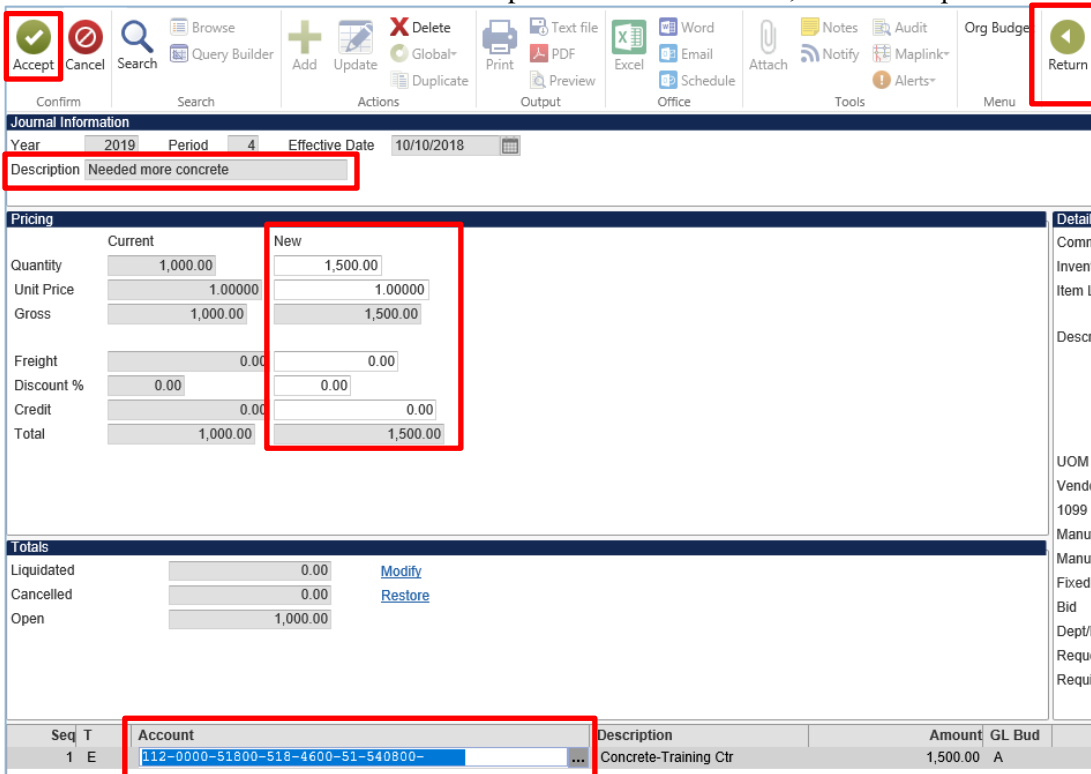 Accept Cancel Search Browse Query Builder Add Update Delete Global Duplicate Print Text file PDF Preview Excel Word Email Schedule Attach Notes Notify Audit Maplink Alerts Org Budge Return
Confirm Search Actions Output Office Tools Menu
Journal Information
Year 2019 Period 4 Effective Date 10/10/2018
Description Needed more concrete
Pricing Detail
Current New
Quantity 1,000.00 1,500.00
Unit Price 1.00000 1.00000
Gross 1,000.00 1,500.00
Freight 0.00 0.00
Discount % 0.00 0.00
Credit 0.00 0.00
Total 1,000.00 1,500.00
UOM
1099
Totals
Liquidated 0.00 Modify
Cancelled 0.00 Restore
Fixed
Open 1,000.00
Bid
Seq T Account Description Amount GL Bud
1 E 112-0000-51800-518-4600-51-540800- ... Concrete-Training Ctr 1,500.00 A